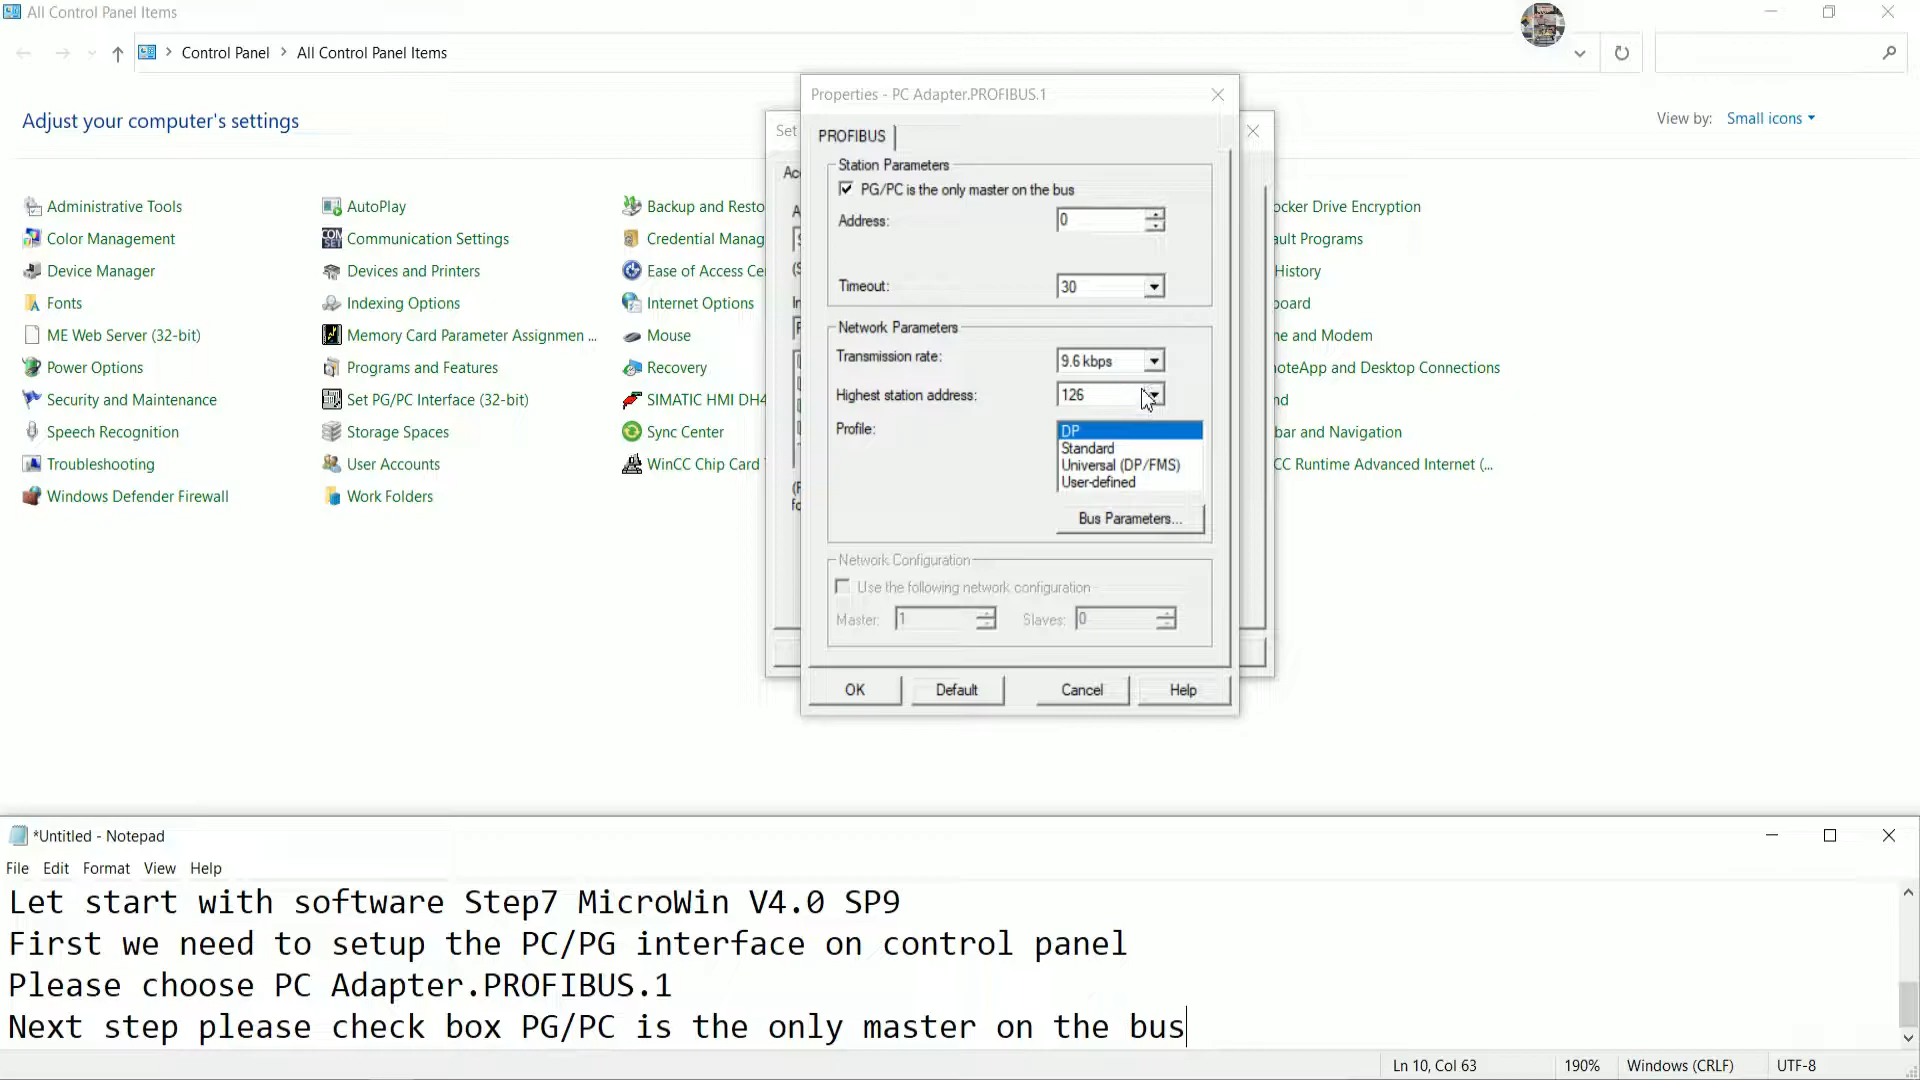 All Control Panel Items
Control Panel
All Control Panel Items
Adjust your computer's settings
View by:
Small icons
Administrative Tools
AutoPlay
Backup and Resto
ocker Drive Encryption
Color Management
Communication Settings
Credential Manag
ault Programs
Device Manager
Devices and Printers
Ease of Access Ce
History
Fonts
Indexing Options
Internet Options
board
ME Web Server (32-bit)
Memory Card Parameter Assignmen ...
Mouse
ne and Modem
Power Options
Programs and Features
Recovery
oteApp and Desktop Connections
Security and Maintenance
Set PG/PC Interface (32-bit)
SIMATIC HMI DH4
nd
Speech Recognition
Storage Spaces
Sync Center
bar and Navigation
Troubleshooting
User Accounts
WinCC Chip Card
CC Runtime Advanced Internet (...
Windows Defender Firewall
Work Folders
Set
Acc
Properties - PC Adapter.PROFIBUS.1
PROFIBUS
Station Parameters
PG/PC is the only master on the bus
Address:
0
Timeout:
30
Network Parameters
Transmission rate:
9.6 kbps
Highest station address:
126
Profile:
DP
Standard
Universal (DP/FMS)
User-defined
Bus Parameters...
Network Configuration
Use the following network configuration
Master:
1
Slaves:
0
OK
Default
Cancel
Help
*Untitled - Notepad
File Edit Format View Help
Let start with software Step7 MicroWin V4.0 SP9
First we need to setup the PC/PG interface on control panel
Please choose PC Adapter.PROFIBUS.1
Next step please check box PG/PC is the only master on the bus
Ln 10, Col 63
190%
Windows (CRLF)
UTF-8